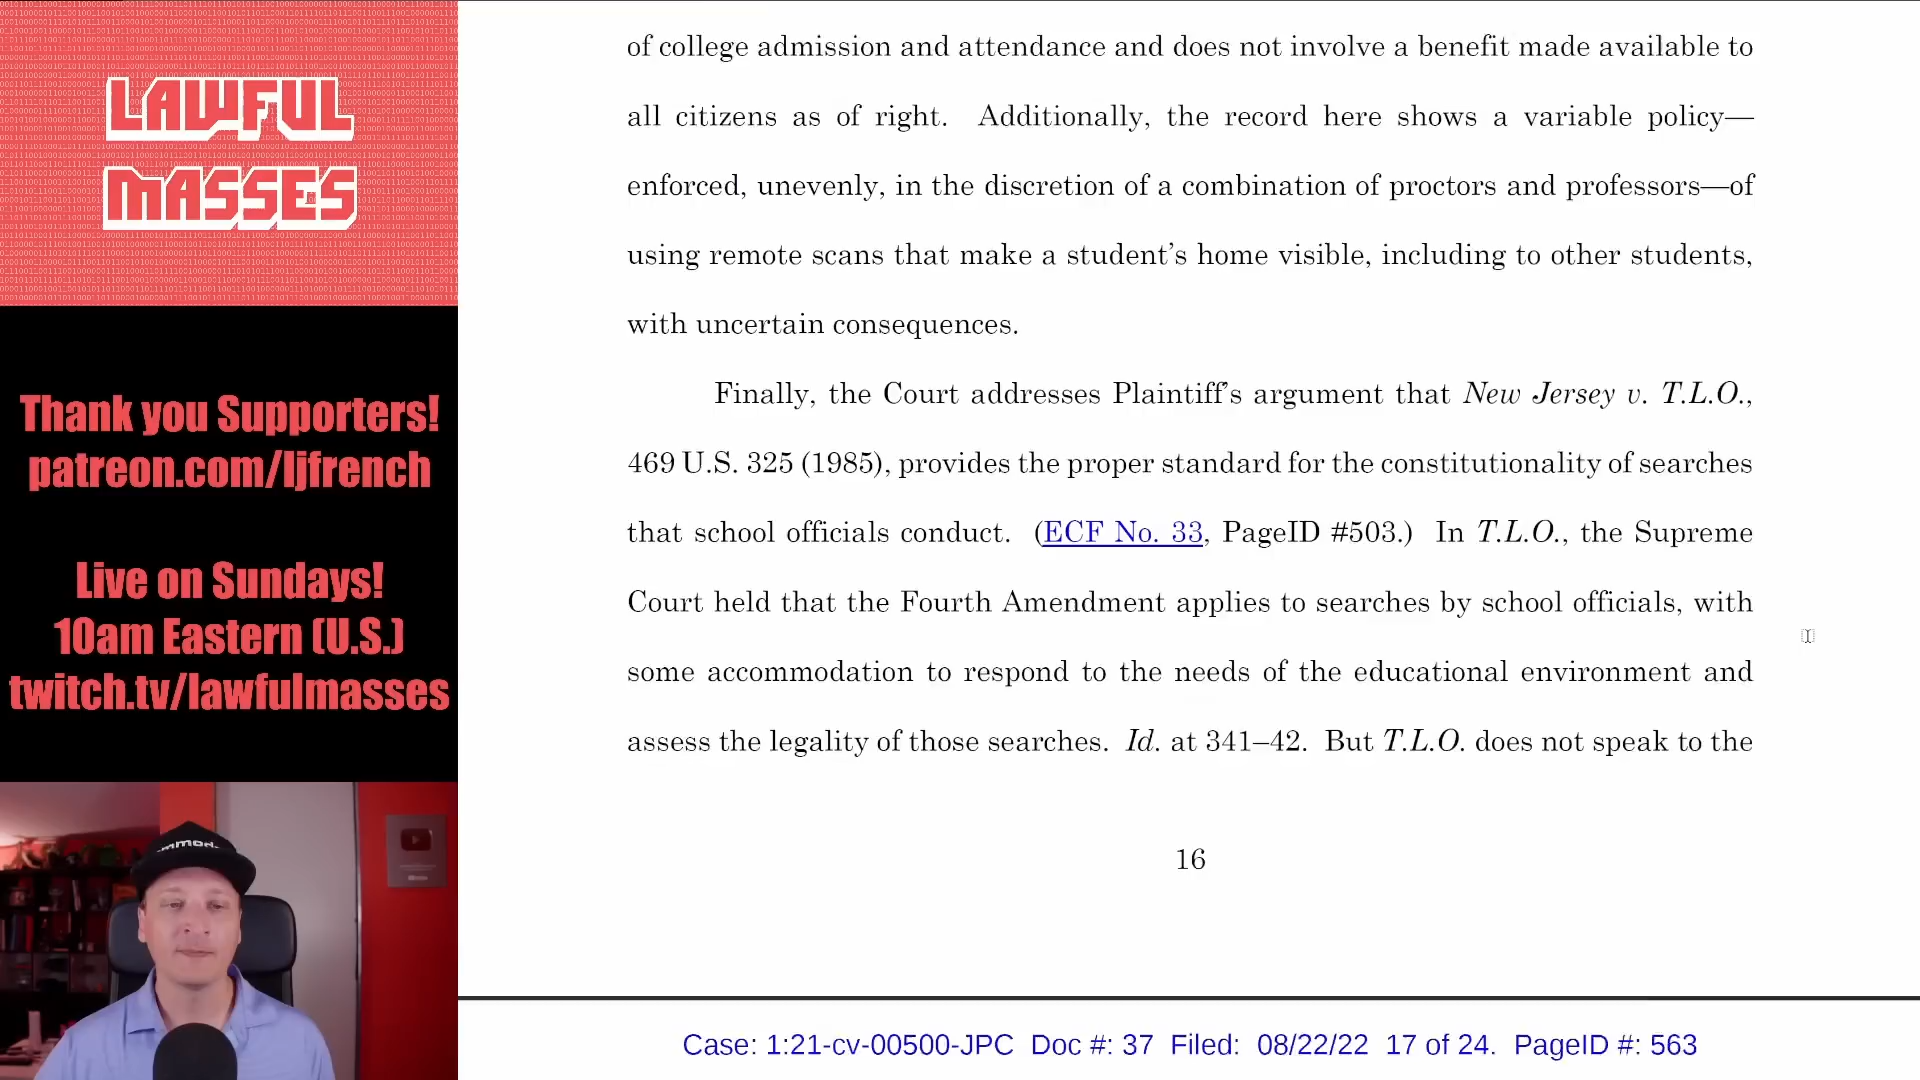 LAWFUL
MASSES
Thank you Supporters!
patreon.com/ljfrench
Live on Sundays!
10am Eastern (U.S.)
twitch.tv/lawfulmasses
of college admission and attendance and does not involve a benefit made available to
all citizens as of right. Additionally, the record here shows a variable policy—
enforced, unevenly, in the discretion of a combination of proctors and professors—of
using remote scans that make a student’s home visible, including to other students,
with uncertain consequences.
Finally, the Court addresses Plaintiff’s argument that New Jersey v. T.L.O.,
469 U.S. 325 (1985), provides the proper standard for the constitutionality of searches
that school officials conduct. (ECF No. 33, PageID #503.) In T.L.O., the Supreme
Court held that the Fourth Amendment applies to searches by school officials, with
some accommodation to respond to the needs of the educational environment and
assess the legality of those searches. Id. at 341–42. But T.L.O. does not speak to the
16
Case: 1:21-cv-00500-JPC Doc #: 37 Filed: 08/22/22 17 of 24. PageID #: 563